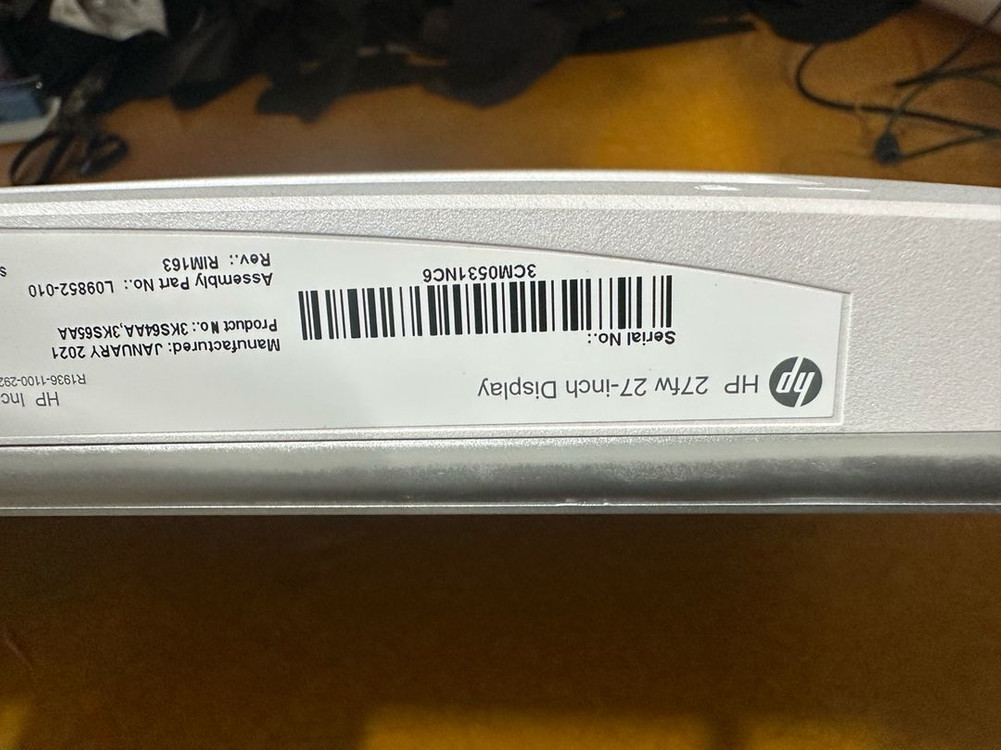 hp
HP 27fw 27-inch Display
Serial No.:
3CM0531NC6
HP Inc
Manufactured: JANUARY 2021
Product No.: 3KS64AA,3KS65AA
Assembly Part No.: L09852-010
Rev.: RIM163